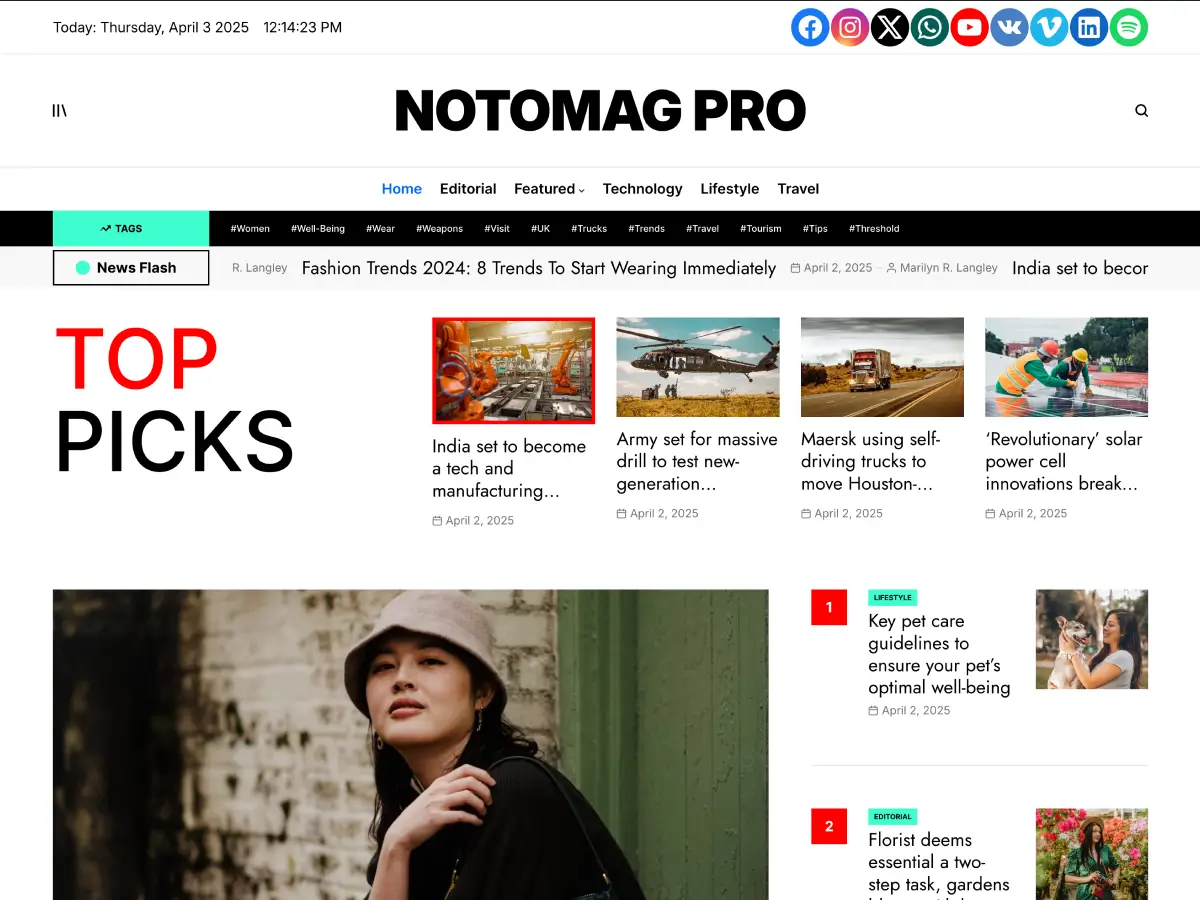 Today: Thursday, April 3 2025 12:14:23 PM
NOTOMAG PRO
Home Editorial Featured Technology Lifestyle Travel
TAGS #Women #Well-Being #Wear #Weapons #Visit #UK #Trucks #Trends #Travel #Tourism #Tips #Threshold
News Flash R. Langley Fashion Trends 2024: 8 Trends To Start Wearing Immediately April 2, 2025 Marilyn R. Langley India set to becor
TOP
PICKS
India set to become
a tech and
manufacturing…
April 2, 2025
Army set for massive
drill to test new-
generation…
April 2, 2025
Maersk using self-
driving trucks to
move Houston-…
April 2, 2025
‘Revolutionary’ solar
power cell
innovations break…
April 2, 2025
1
LIFESTYLE
Key pet care
guidelines to
ensure your pet’s
optimal well-being
April 2, 2025
2
EDITORIAL
Florist deems
essential a two-
step task, gardens